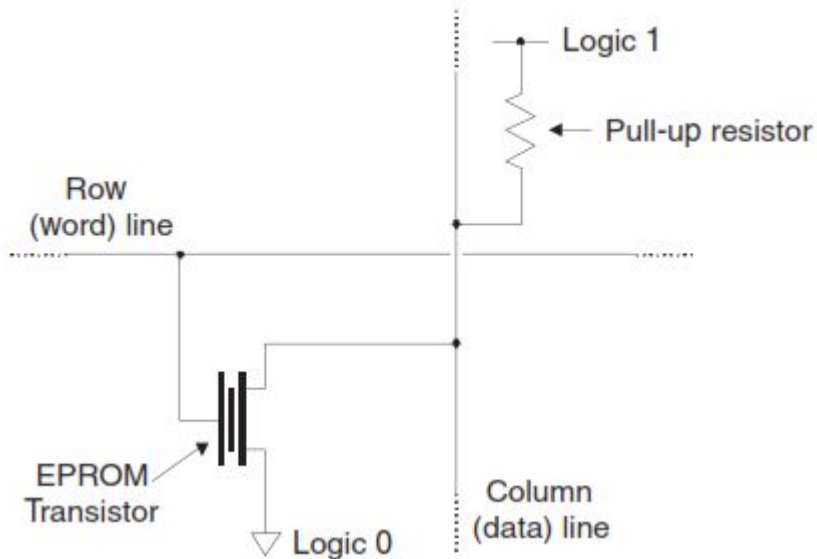 Logic 1
Pull-up resistor
Row
(word) line
EPROM
Transistor
Column
(data) line
Logic 0